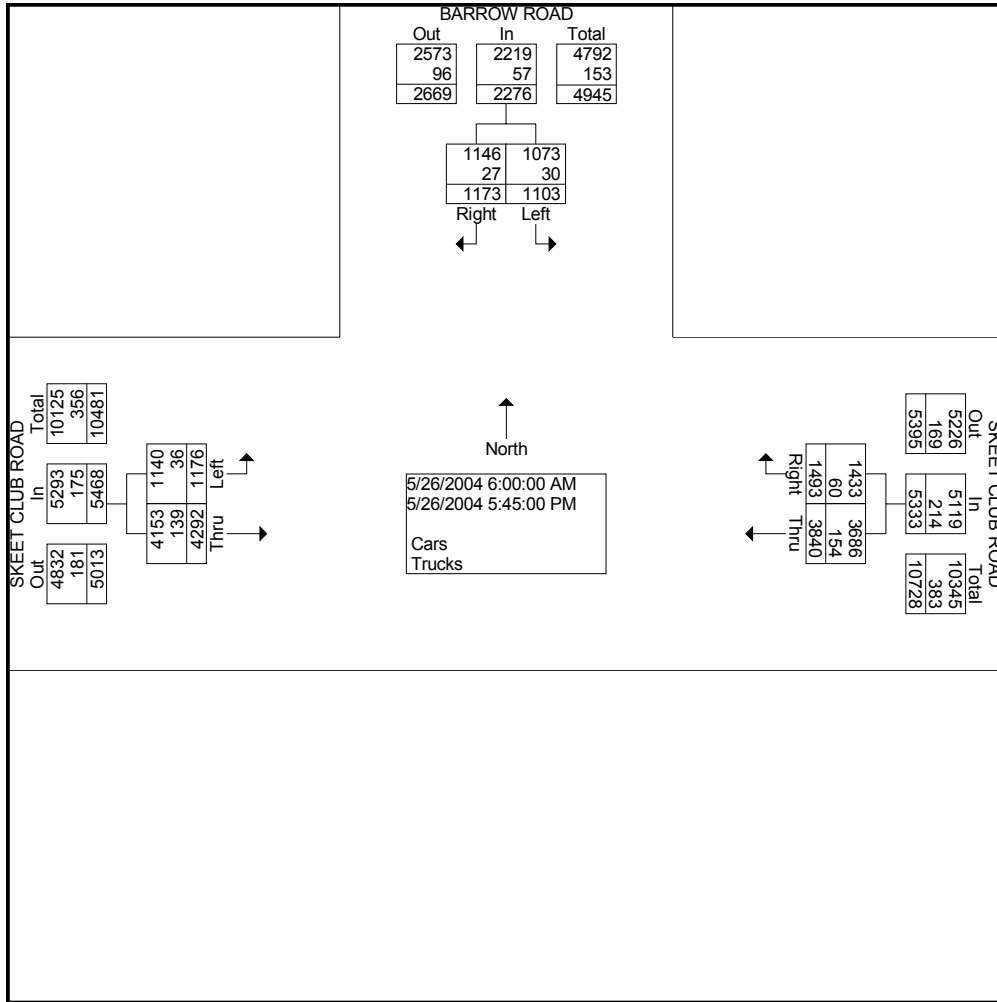 BARROW ROAD
Out In Total
2573 2219 4792
96 57 153
2669 2276 4945
1146 1073
27 30
1173 1103
Right Left
SKEET CLUB ROAD
Total In Out
10125 5293 4832
356 175 181
10481 5468 5013
Left Thru
1140 4153
36 139
1176 4292
North
5/26/2004 6:00:00 AM
5/26/2004 5:45:00 PM
Cars
Trucks
Right Thru
1433 3686
60 154
1493 3840
SKEET CLUB ROAD
Out In Total
5226 5119 10345
169 214 383
5395 5333 10728